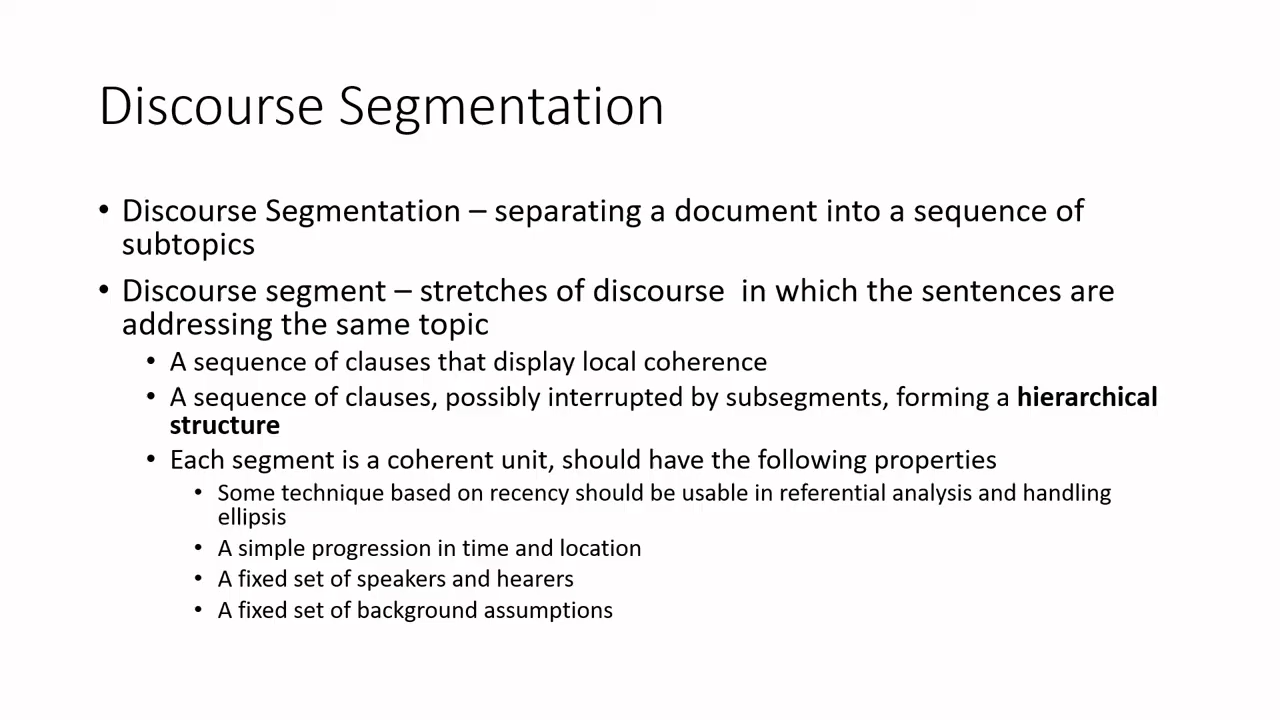 Discourse Segmentation
• Discourse Segmentation – separating a document into a sequence of
subtopics
• Discourse segment – stretches of discourse  in which the sentences are
addressing the same topic
• A sequence of clauses that display local coherence
• A sequence of clauses, possibly interrupted by subsegments, forming a hierarchical
structure
• Each segment is a coherent unit, should have the following properties
• Some technique based on recency should be usable in referential analysis and handling
ellipsis
• A simple progression in time and location
• A fixed set of speakers and hearers
• A fixed set of background assumptions